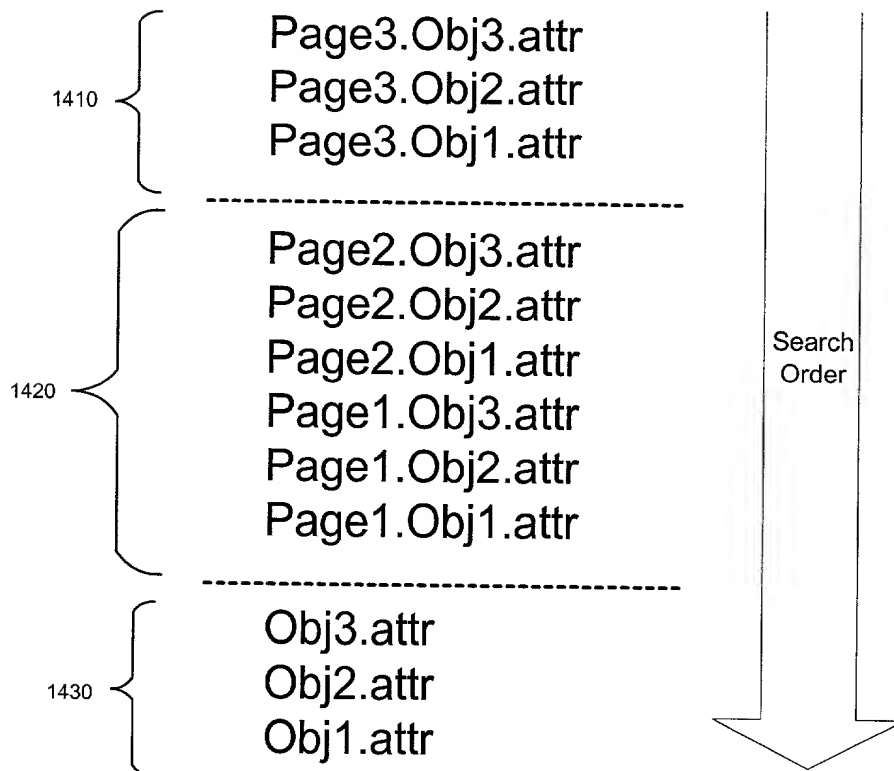 Page3.Obj3.attr
Page3.Obj2.attr
1410
Page3.Obj1.attr
Page2.Obj3.attr
Page2.Obj2.attr
Page2.Obj1.attr
Search
Order
1420
Page1.Obj3.attr
Page1.Obj2.attr
Page1.Obj1.attr
Obj3.attr
1430
Obj2.attr
Obj1.attr